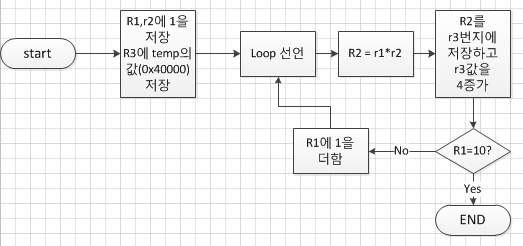 start
R1,r2에 1을
저장
R3에 temp의
값(0x40000)
저장
Loop 선언
R2 = r1*r2
R2를
r3번지에
저장하고
r3값을
4증가
R1=10?
No
R1에 1을
더함
Yes
END